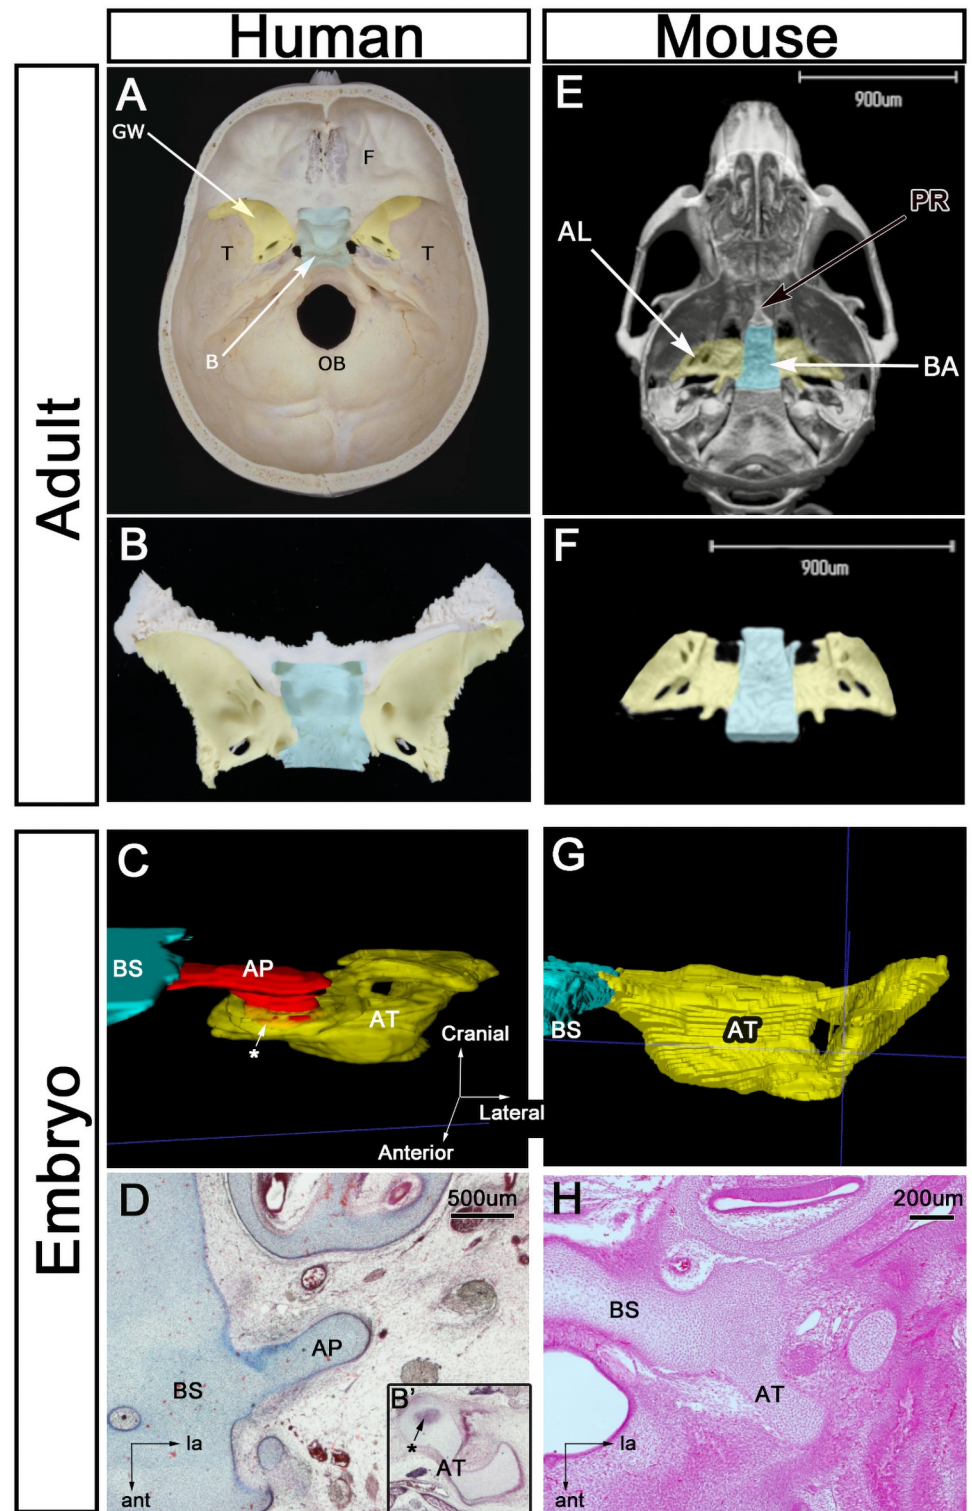 Human
Mouse
Adult
A
GW
F
T
T
B
OB
E
900um
PR
AL
BA
B
F
900um
Embryo
C
BS
AP
AT
*
Cranial
Lateral
Anterior
G
BS
AT
D
500um
AP
BS
la
ant
B'
*
AT
H
200um
BS
AT
la
ant